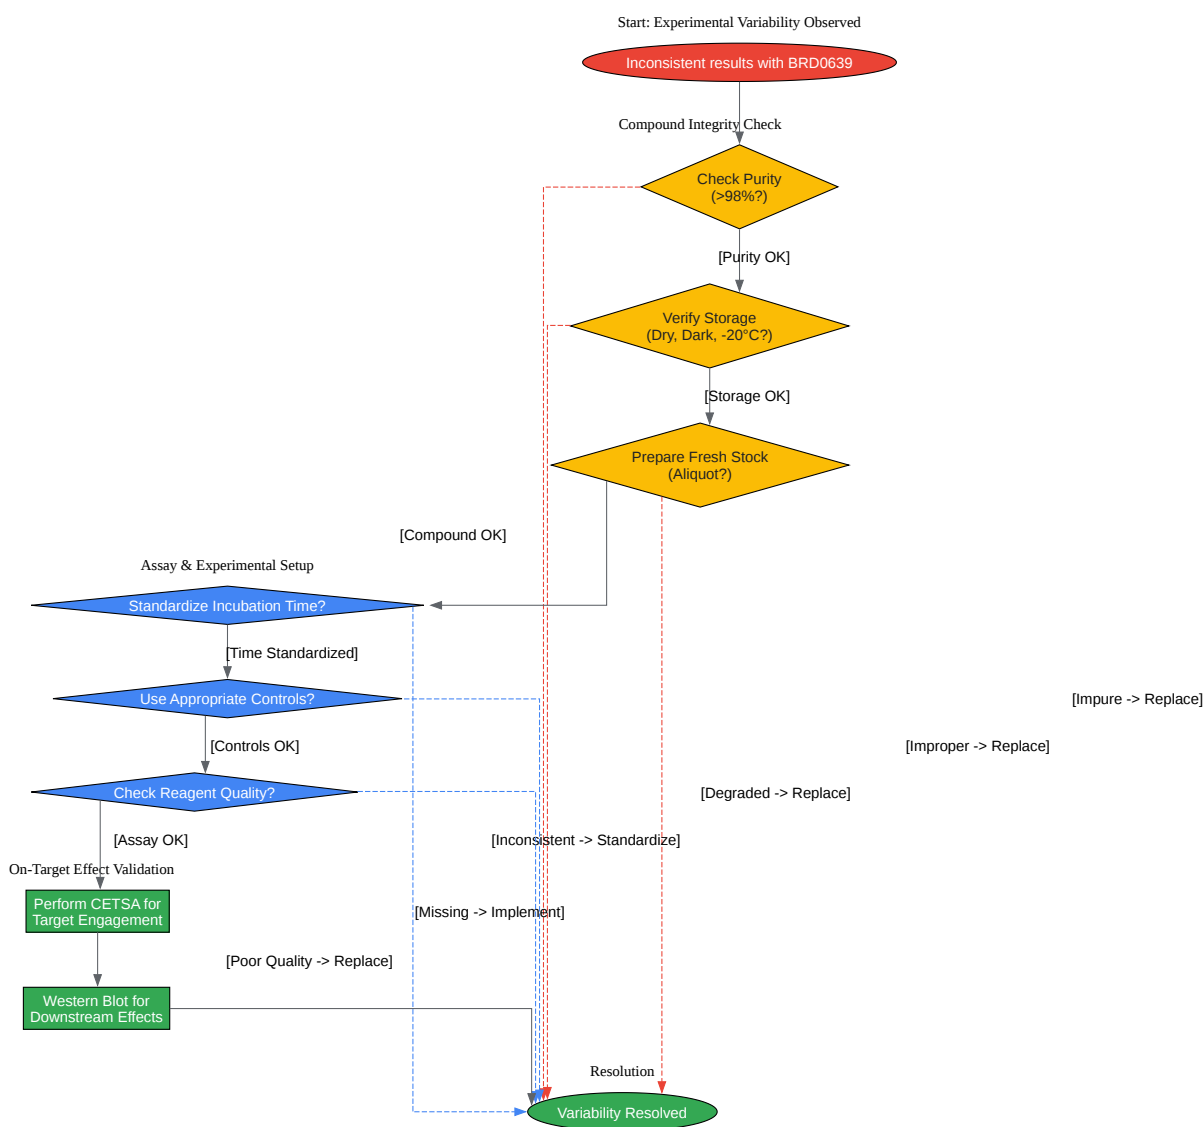 Start: Experimental Variability Observed
Inconsistent results with BRD0639
Compound Integrity Check
Check Purity
(>98%?)
[Purity OK]
Verify Storage
(Dry, Dark, -20°C?)
[Storage OK]
Prepare Fresh Stock
(Aliquot?)
[Compound OK]
Assay & Experimental Setup
Standardize Incubation Time?
[Time Standardized]
Use Appropriate Controls?
[Impure -> Replace]
[Controls OK]
[Improper -> Replace]
Check Reagent Quality?
[Degraded -> Replace]
[Assay OK]
[Inconsistent -> Standardize]
On-Target Effect Validation
Perform CETSA for
Target Engagement
[Missing -> Implement]
[Poor Quality -> Replace]
Western Blot for
Downstream Effects
Resolution
Variability Resolved